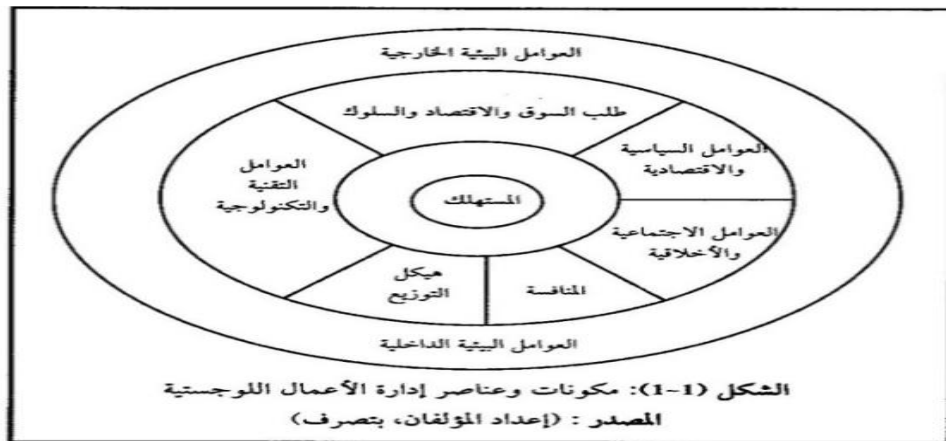 العوامل البيئية الخارجية
طلب السوق والاقتصاد والسلوك
العوامل السياسية
والاقتصادية
العوامل
التقنية
والتكنولوجية
المستهلك
العوامل الاجتماعية
والأخلاقية
هيكل
التوزيع
المنافسة
العوامل البيئية الداخلية
الشكل (1-1): مكونات وعناصر إدارة الأعمال اللوجستية
المصدر : (إعداد المؤلفان، بتصرف)